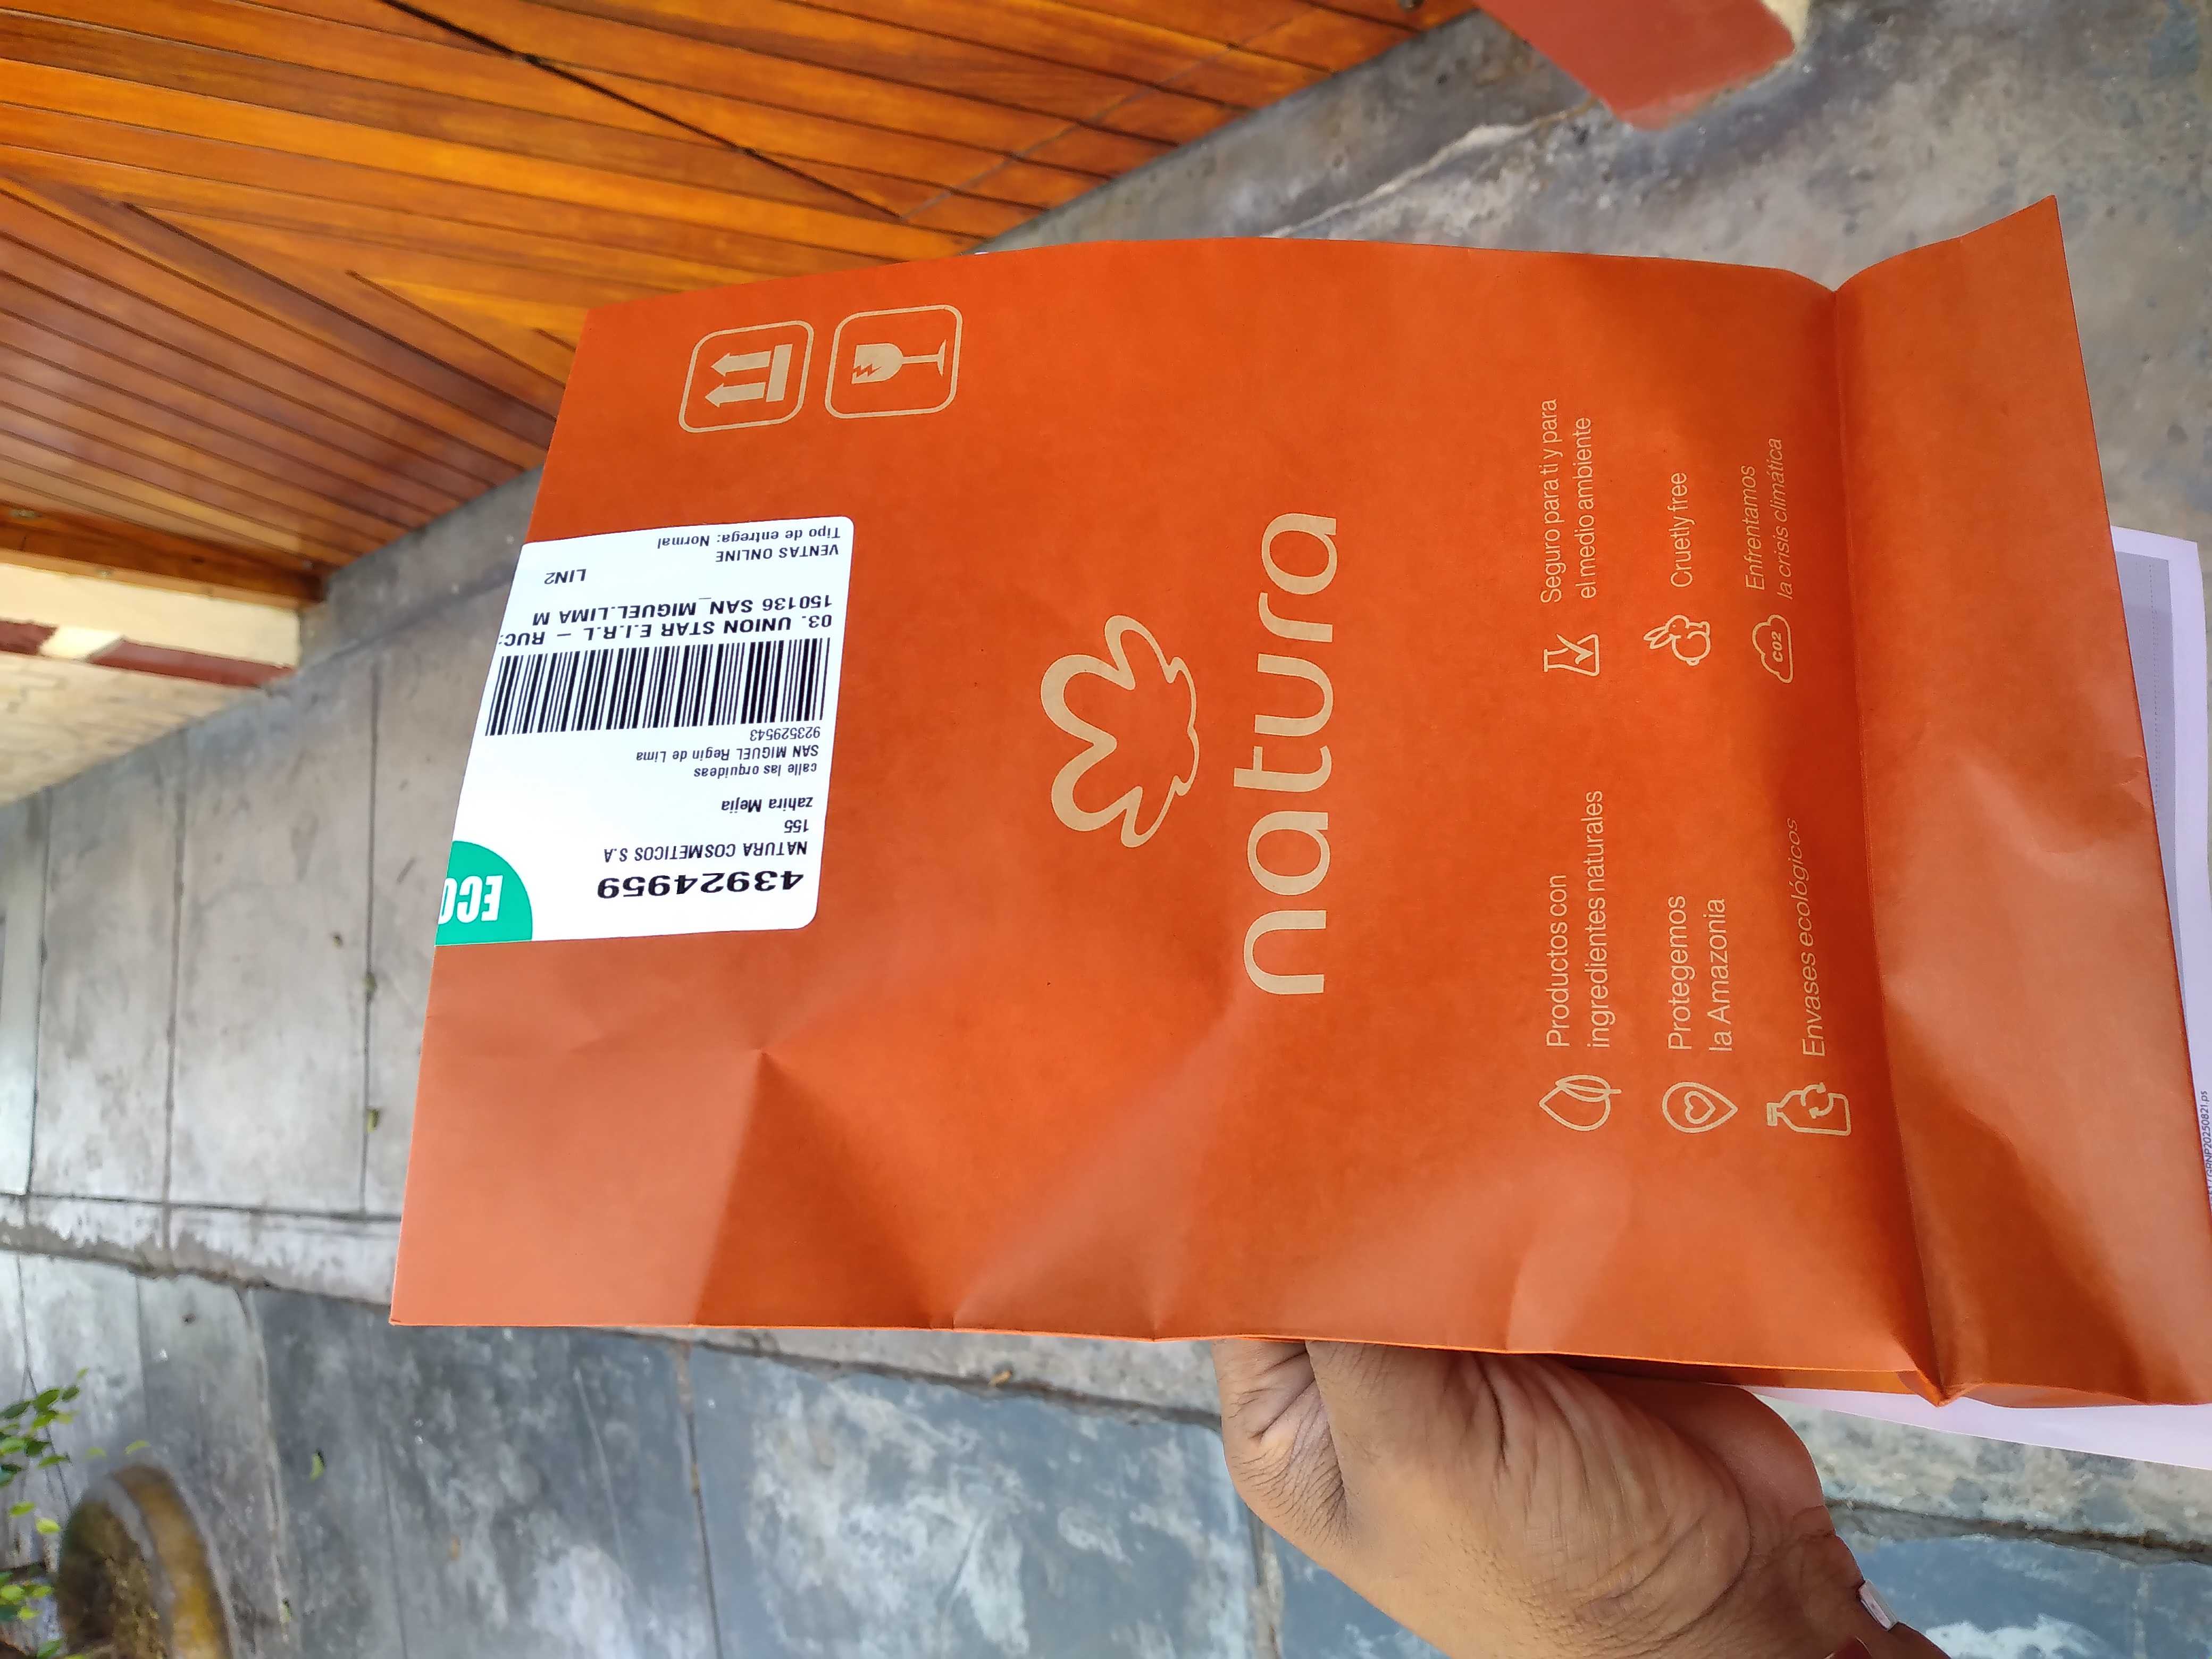 ECO
43924959
NATURA COSMETICOS S.A
155
zahira Mejia
calle las orquideas
SAN MIGUEL Regin de Lima
923529543
03. UNION STAR E.I.R.L - RUC:
150136 SAN_MIGUEL.LIMA M
LIN2
VENTAS ONLINE
Tipo de entrega: Normal
natura
Productos con
ingredientes naturales
Protegemos
la Amazonia
Envases ecológicos
Seguro para ti y para
el medio ambiente
Cruetly free
CO2
Enfrentamos
la crisis climática